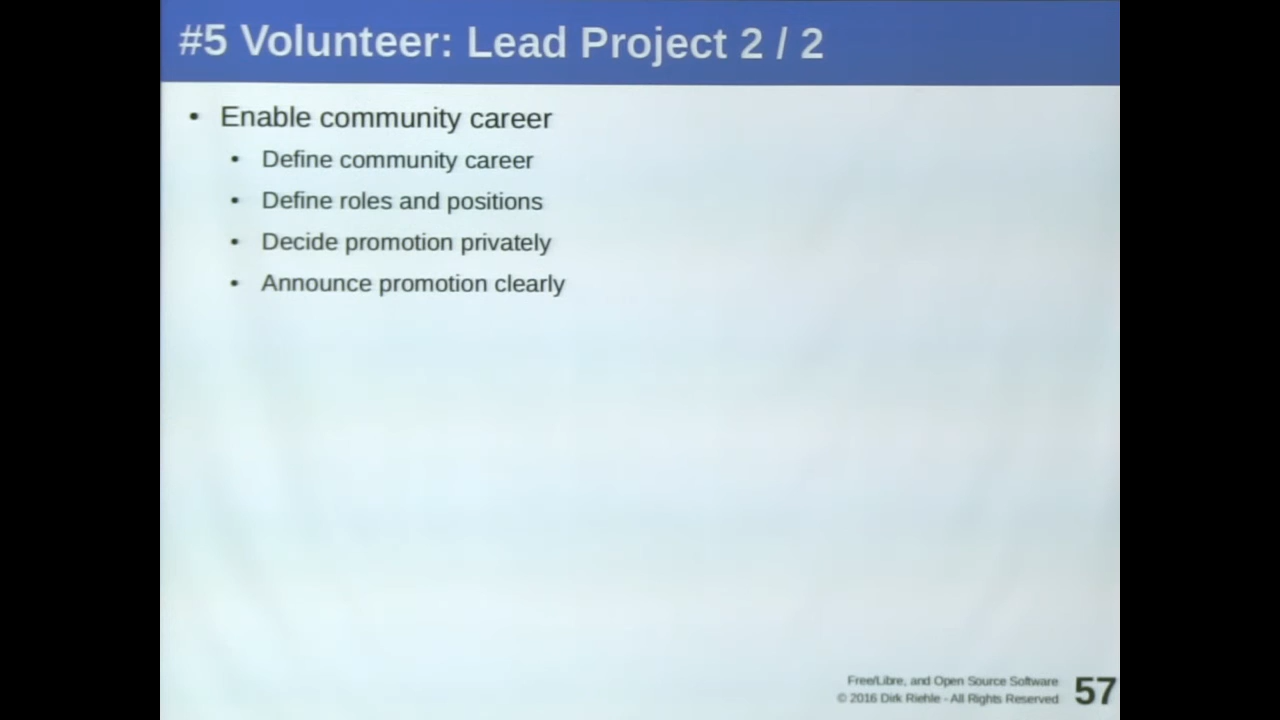 #5 Volunteer: Lead Project 2 / 2
• Enable community career
• Define community career
• Define roles and positions
• Decide promotion privately
• Announce promotion clearly
Free/Libre, and Open Source Software
© 2016 Dirk Riehle - All Rights Reserved
57